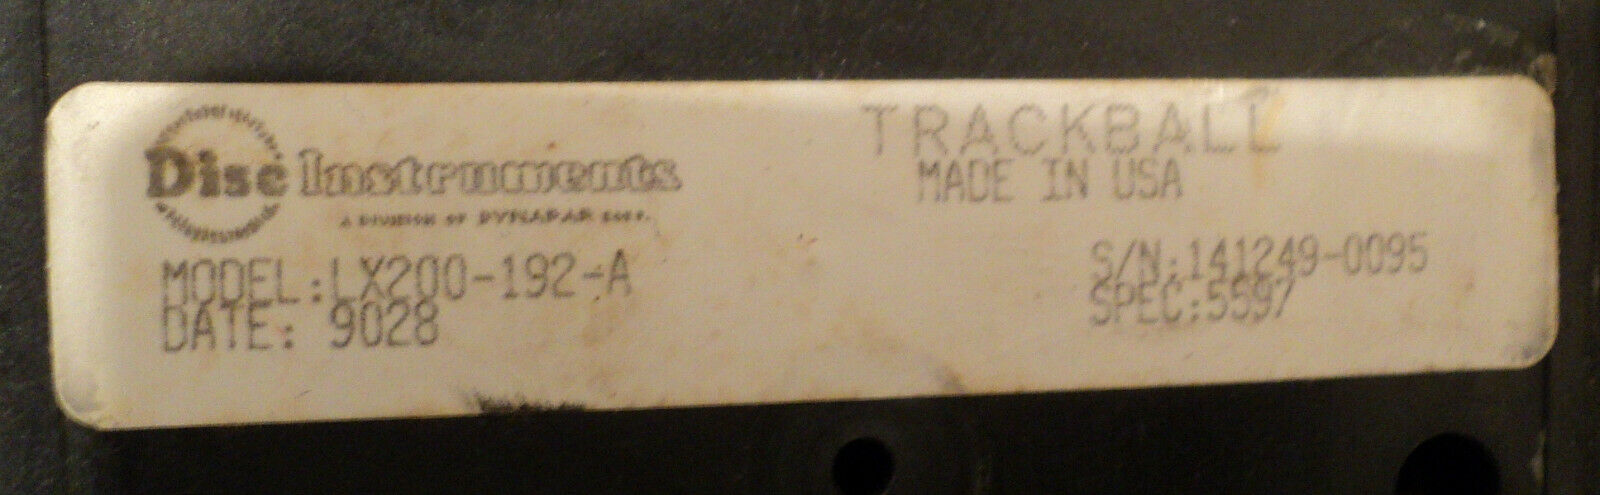 Disc Instruments
A DIVISION OF DYNAPAR CORP.
MODEL:LX200-192-A
DATE: 9028
TRACKBALL
MADE IN USA
S/N:141249-0095
SPEC:5597